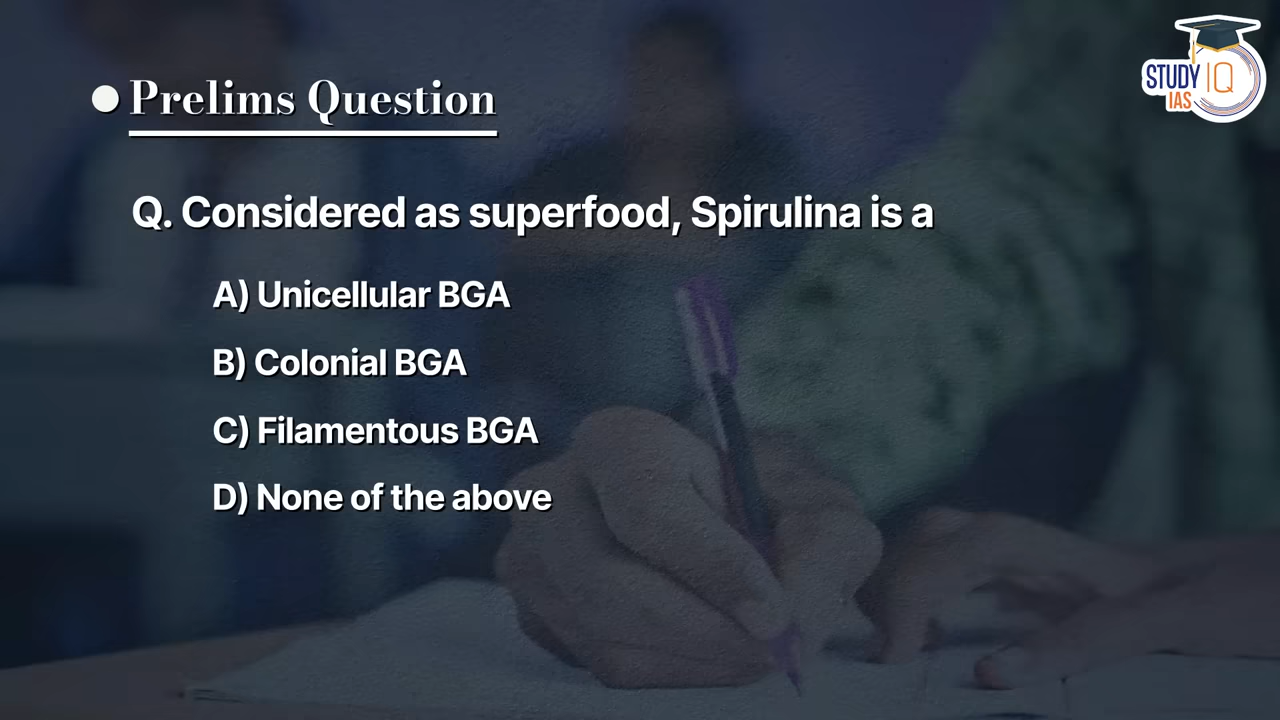 STUDY IQ
IAS
Prelims Question
Q. Considered as superfood, Spirulina is a
A) Unicellular BGA
B) Colonial BGA
C) Filamentous BGA
D) None of the above